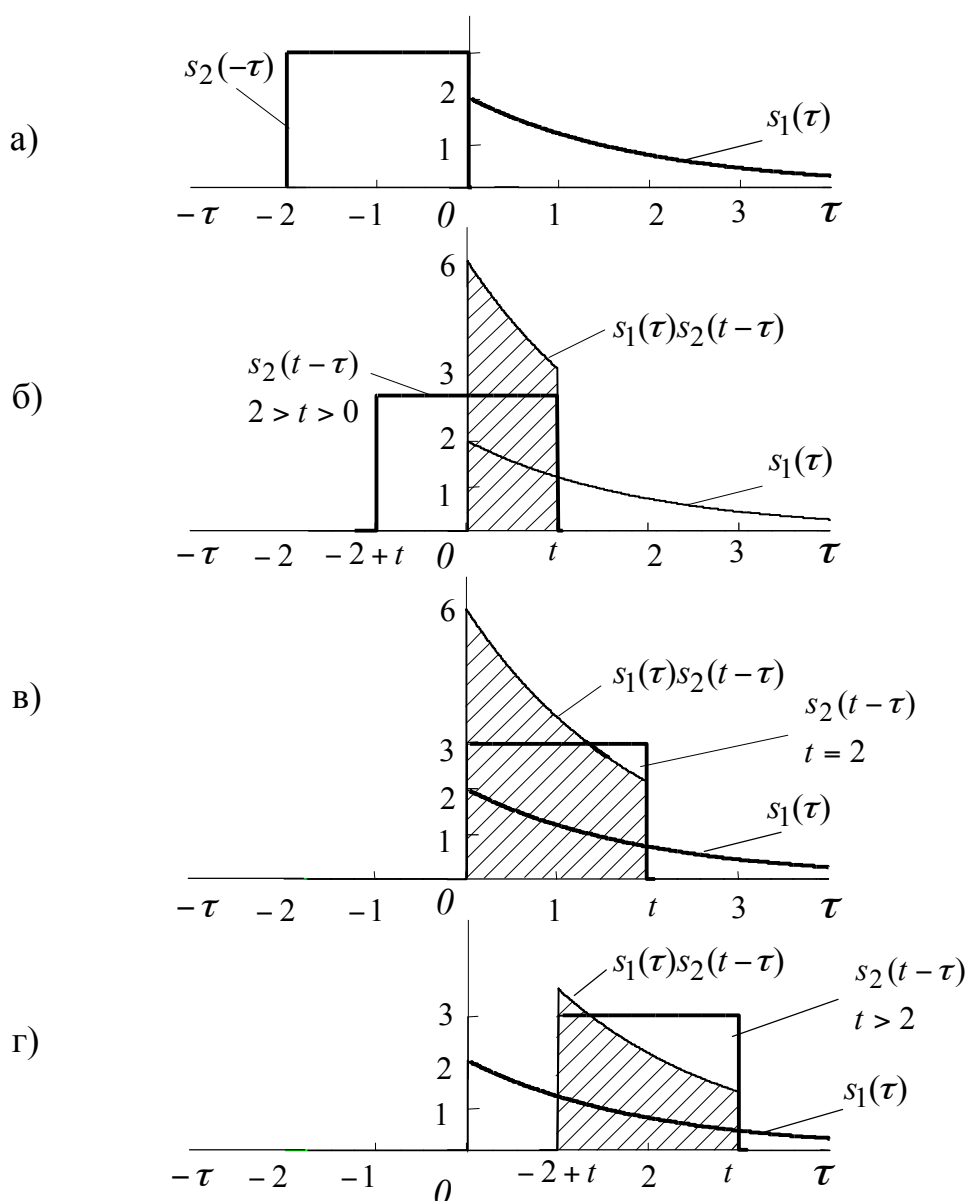 а)
s₂(−τ)
2
1
s₁(τ)
−τ −2 −1 0 1 2 3 τ
б)
6
s₁(τ)s₂(t−τ)
s₂(t−τ)
2 > t > 0
3
2
1
s₁(τ)
−τ −2 −2+t 0 t 2 3 τ
в)
6
s₁(τ)s₂(t−τ)
s₂(t−τ)
t = 2
3
2
1
s₁(τ)
−τ −2 −1 0 1 t 3 τ
г)
s₁(τ)s₂(t−τ)
s₂(t−τ)
t > 2
3
2
1
s₁(τ)
−τ −2 −1 0 −2+t 2 t τ